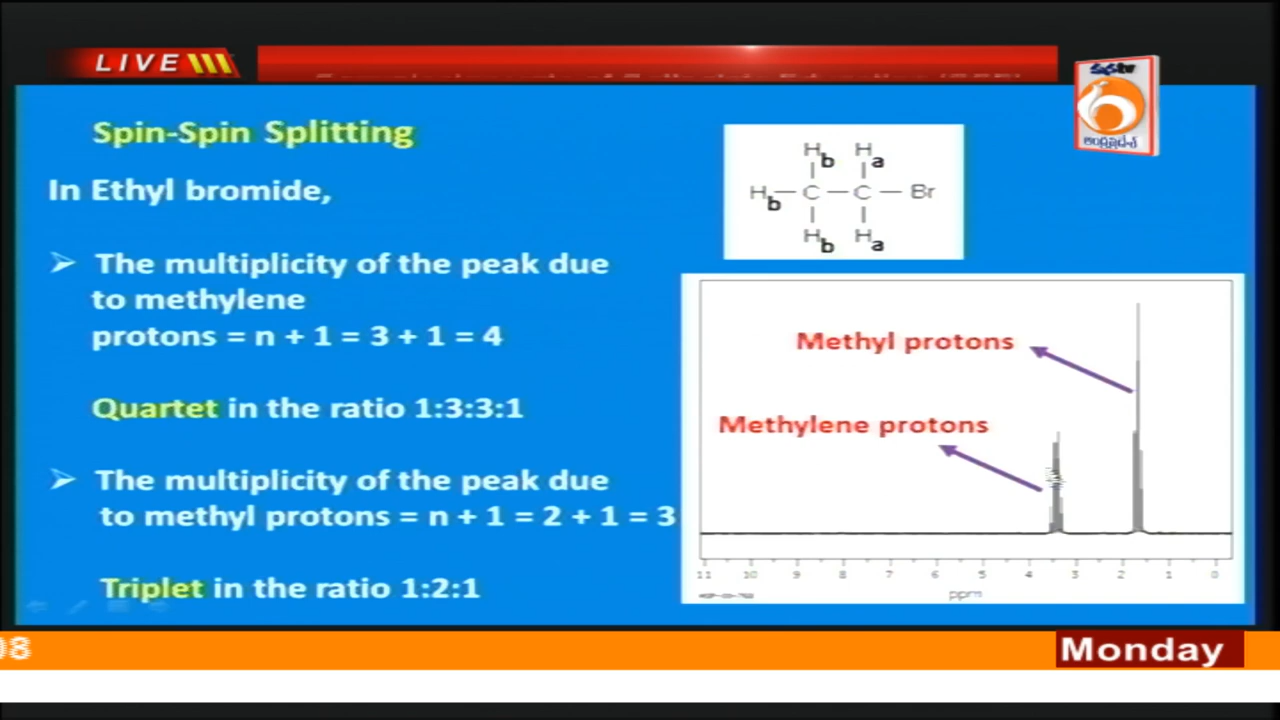 LIVE
Spin-Spin Splitting
In Ethyl bromide,
The multiplicity of the peak due
to methylene
protons = n + 1 = 3 + 1 = 4
Quartet in the ratio 1:3:3:1
The multiplicity of the peak due
to methyl protons = n + 1 = 2 + 1 = 3
Triplet in the ratio 1:2:1
Hb Ha
Hb C C Br
Hb Ha
Methyl protons
Methylene protons
11 10 9 8 7 6 5 4 3 2 1 0
ppm
08
Monday